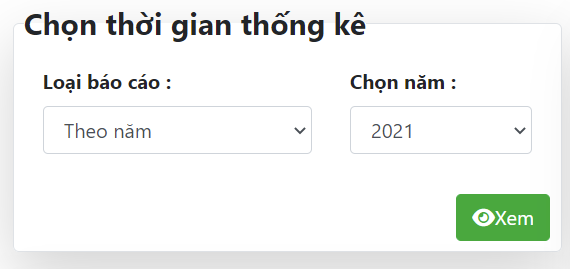 Chọn thời gian thống kê
Loại báo cáo : Chọn năm :
Theo năm 2021
Xem